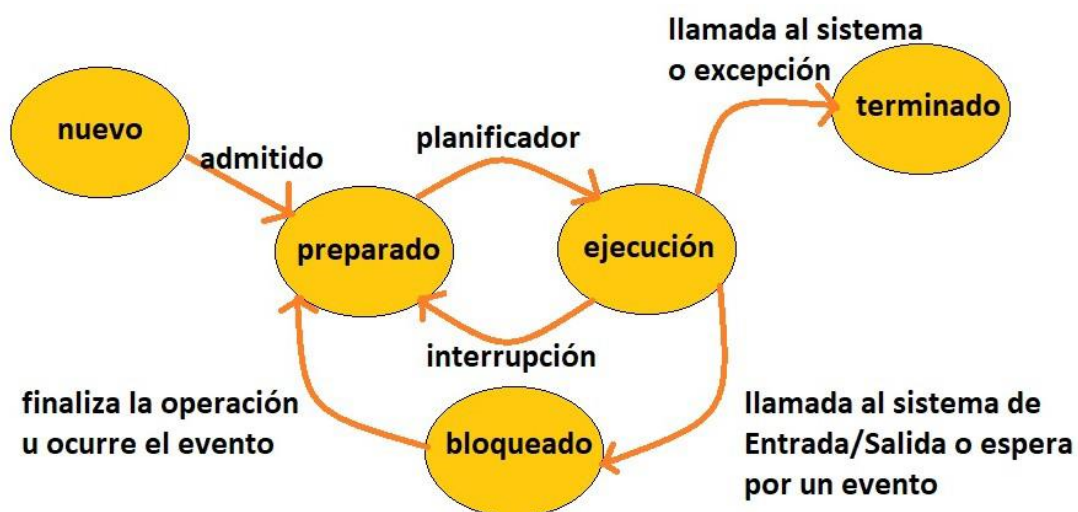 llamada al sistema
o excepción
nuevo
terminado
admitido
planificador
preparado
ejecución
interrupción
finaliza la operación
u ocurre el evento
bloqueado
llamada al sistema de
Entrada/Salida o espera
por un evento